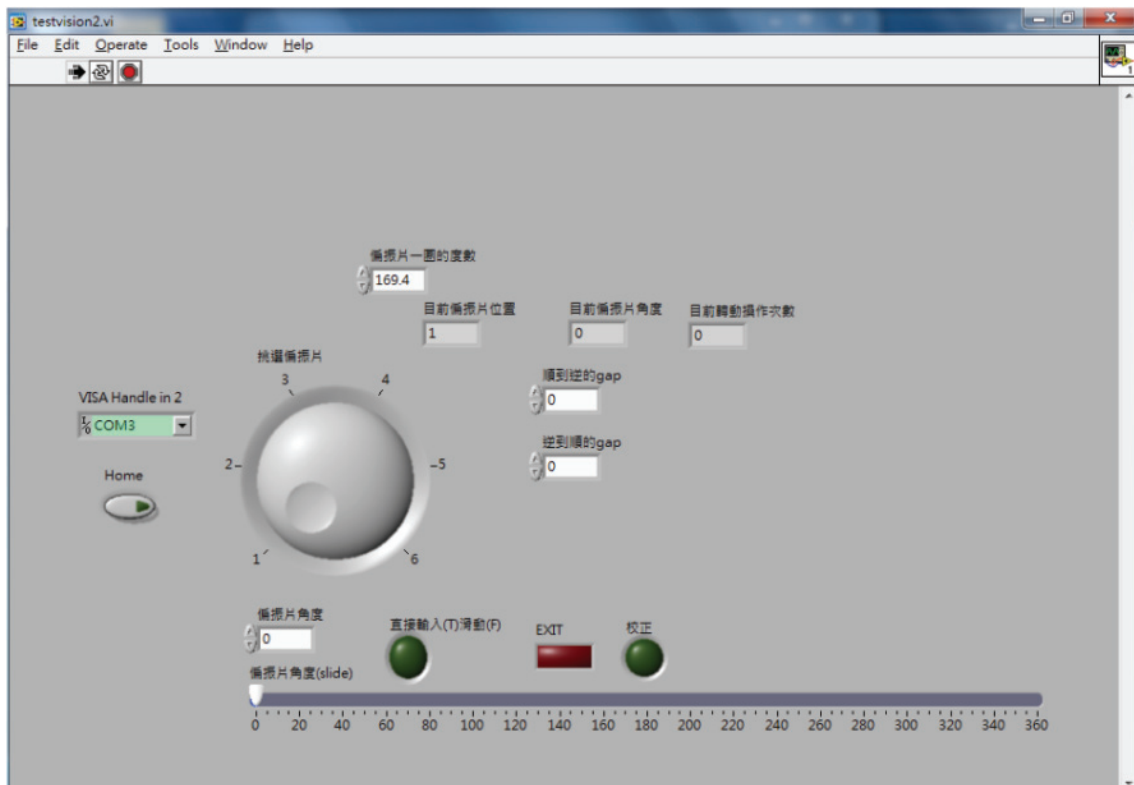 testvision2.vi
File Edit Operate Tools Window Help
1
偏振片一圈的度數
169.4
目前偏振片位置 目前偏振片角度 目前轉動操作次數
1 0 0
挑選偏振片
順到逆的gap
0
逆到順的gap
0
VISA Handle in 2
I/O COM3
Home
1 2 3 4 5 6
偏振片角度
0
直接輸入(T)滑動(F)
EXIT
校正
偏振片角度(slide)
0 20 40 60 80 100 120 140 160 180 200 220 240 260 280 300 320 340 360